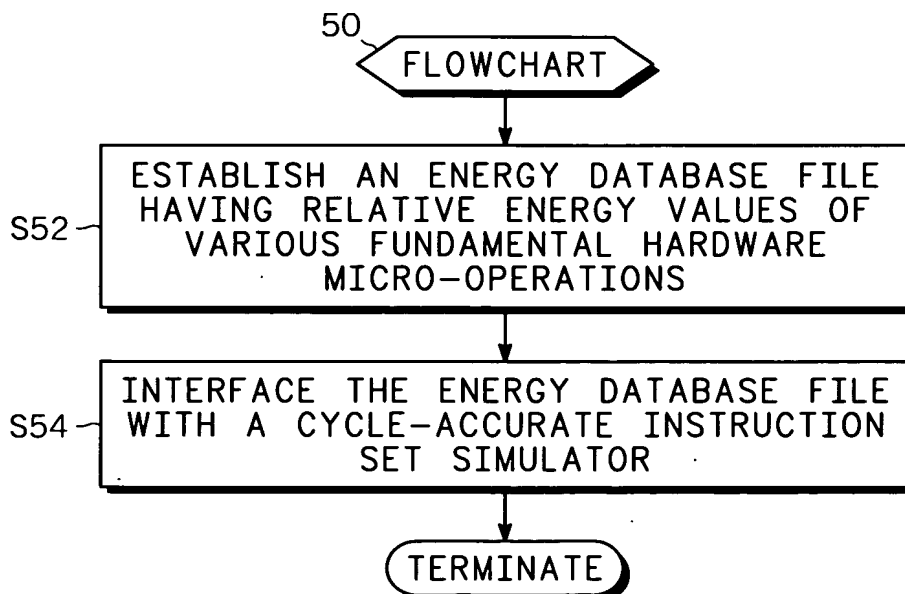 50
FLOWCHART
S52
ESTABLISH AN ENERGY DATABASE FILE
HAVING RELATIVE ENERGY VALUES OF
VARIOUS FUNDAMENTAL HARDWARE
MICRO-OPERATIONS
S54
INTERFACE THE ENERGY DATABASE FILE
WITH A CYCLE-ACCURATE INSTRUCTION
SET SIMULATOR
TERMINATE